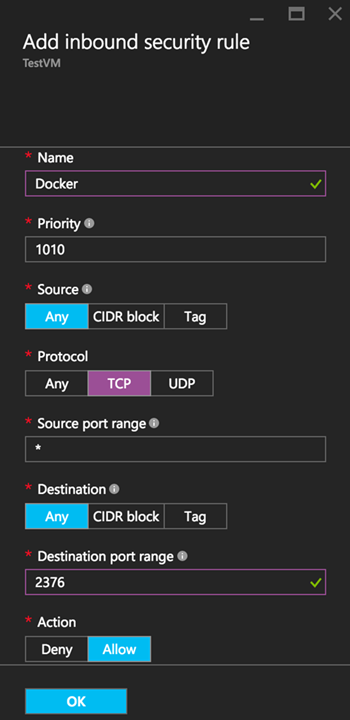 Add inbound security rule
TestVM
* Name
Docker
* Priority
1010
* Source
Any CIDR block Tag
* Protocol
Any TCP UDP
* Source port range
*
* Destination
Any CIDR block Tag
* Destination port range
2376
* Action
Deny Allow
OK